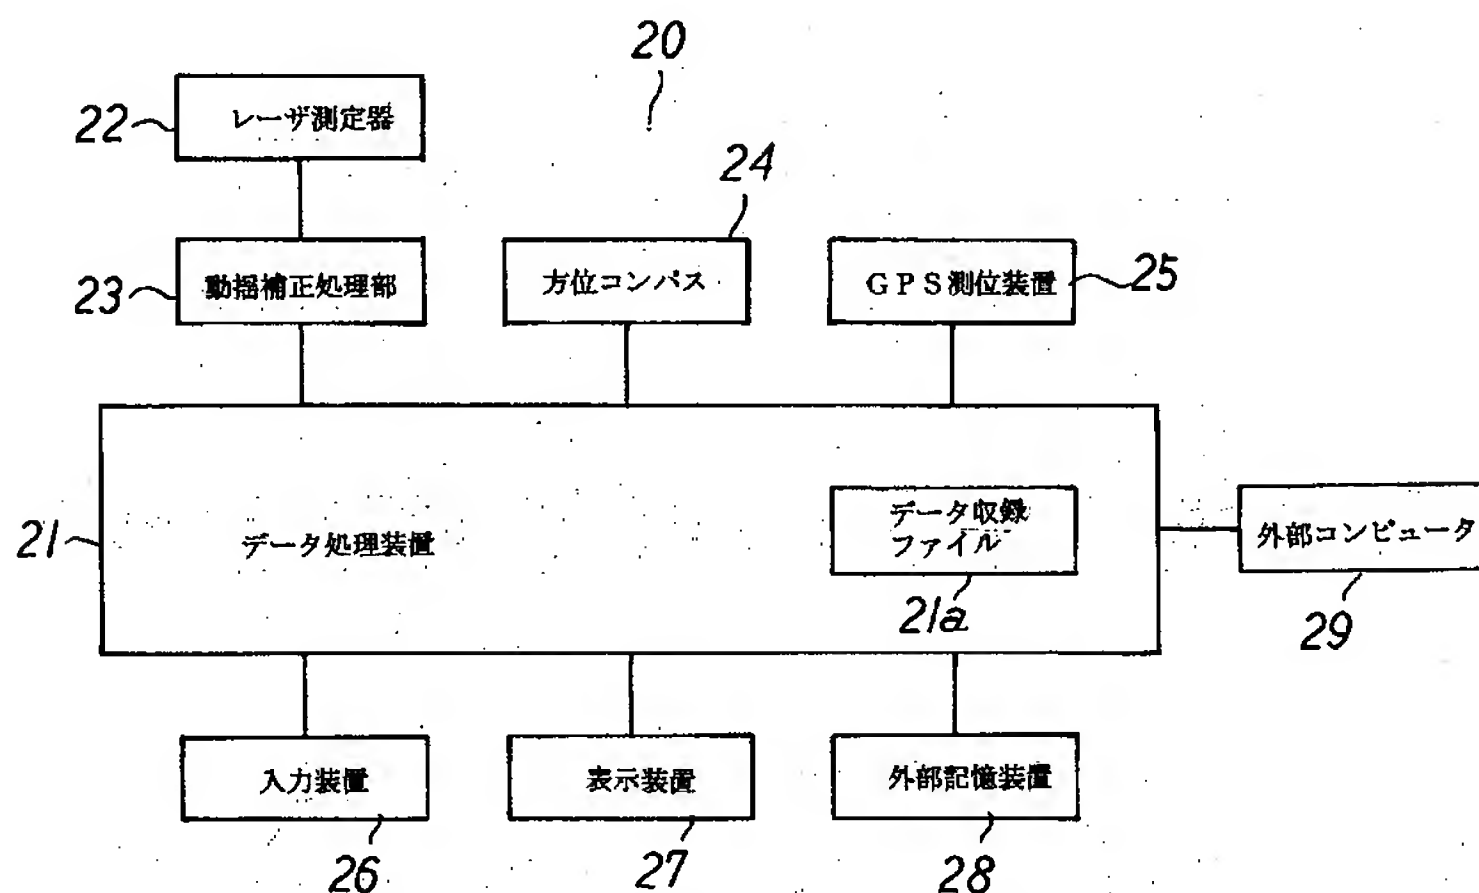 20
22
レーザ測定器
24
23
動揺補正処理部
方位コンパス
GPS測位装置
25
21
データ処理装置
データ収録
ファイル
21a
外部コンピュータ
29
入力装置
表示装置
外部記憶装置
26
27
28